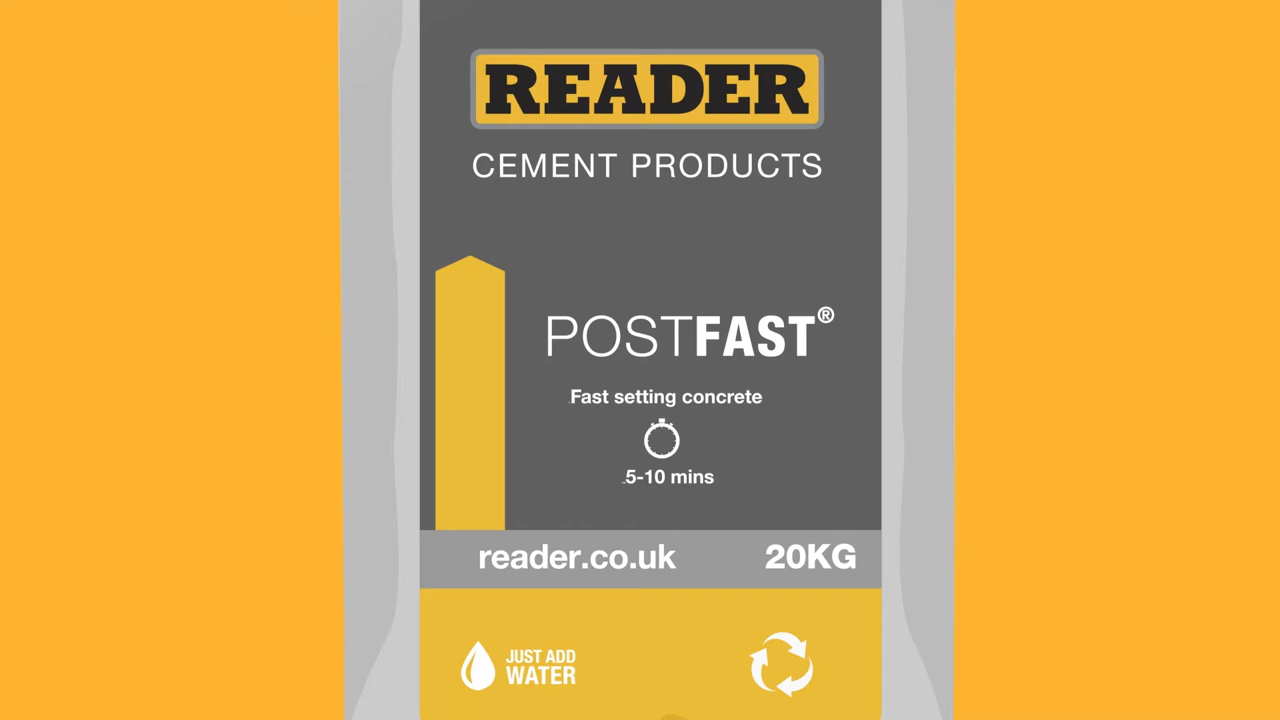 READER
CEMENT PRODUCTS
POSTFAST®
Fast setting concrete
5-10 mins
reader.co.uk 20KG
JUST ADD
WATER